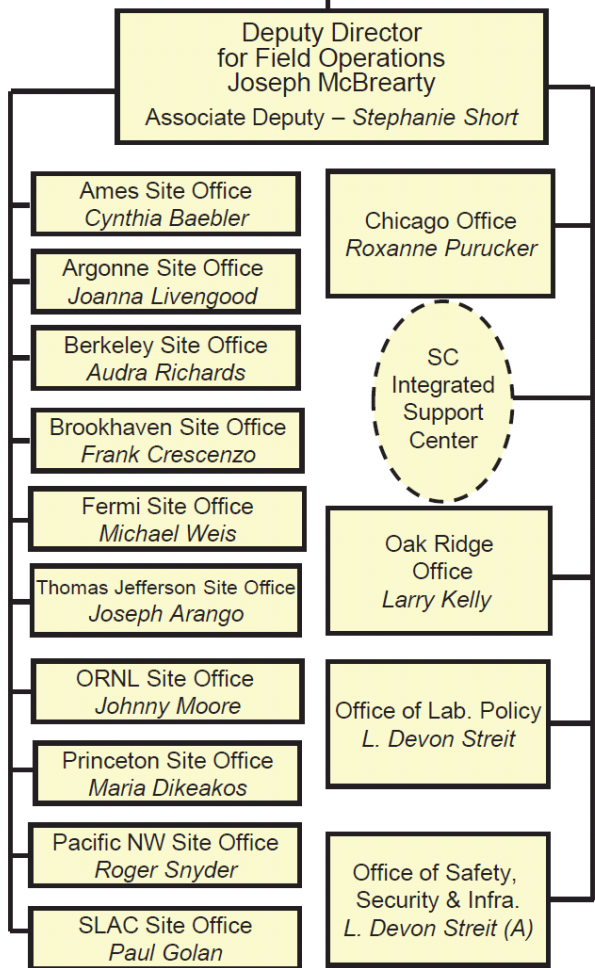 Deputy Director
for Field Operations
Joseph McBrearty
Associate Deputy – Stephanie Short
Ames Site Office
Cynthia Baebler
Argonne Site Office
Joanna Livengood
Berkeley Site Office
Audra Richards
Brookhaven Site Office
Frank Crescenzo
Fermi Site Office
Michael Weis
Thomas Jefferson Site Office
Joseph Arango
ORNL Site Office
Johnny Moore
Princeton Site Office
Maria Dikeakos
Pacific NW Site Office
Roger Snyder
SLAC Site Office
Paul Golan
Chicago Office
Roxanne Purucker
SC
Integrated
Support
Center
Oak Ridge
Office
Larry Kelly
Office of Lab. Policy
L. Devon Streit
Office of Safety,
Security & Infra.
L. Devon Streit (A)